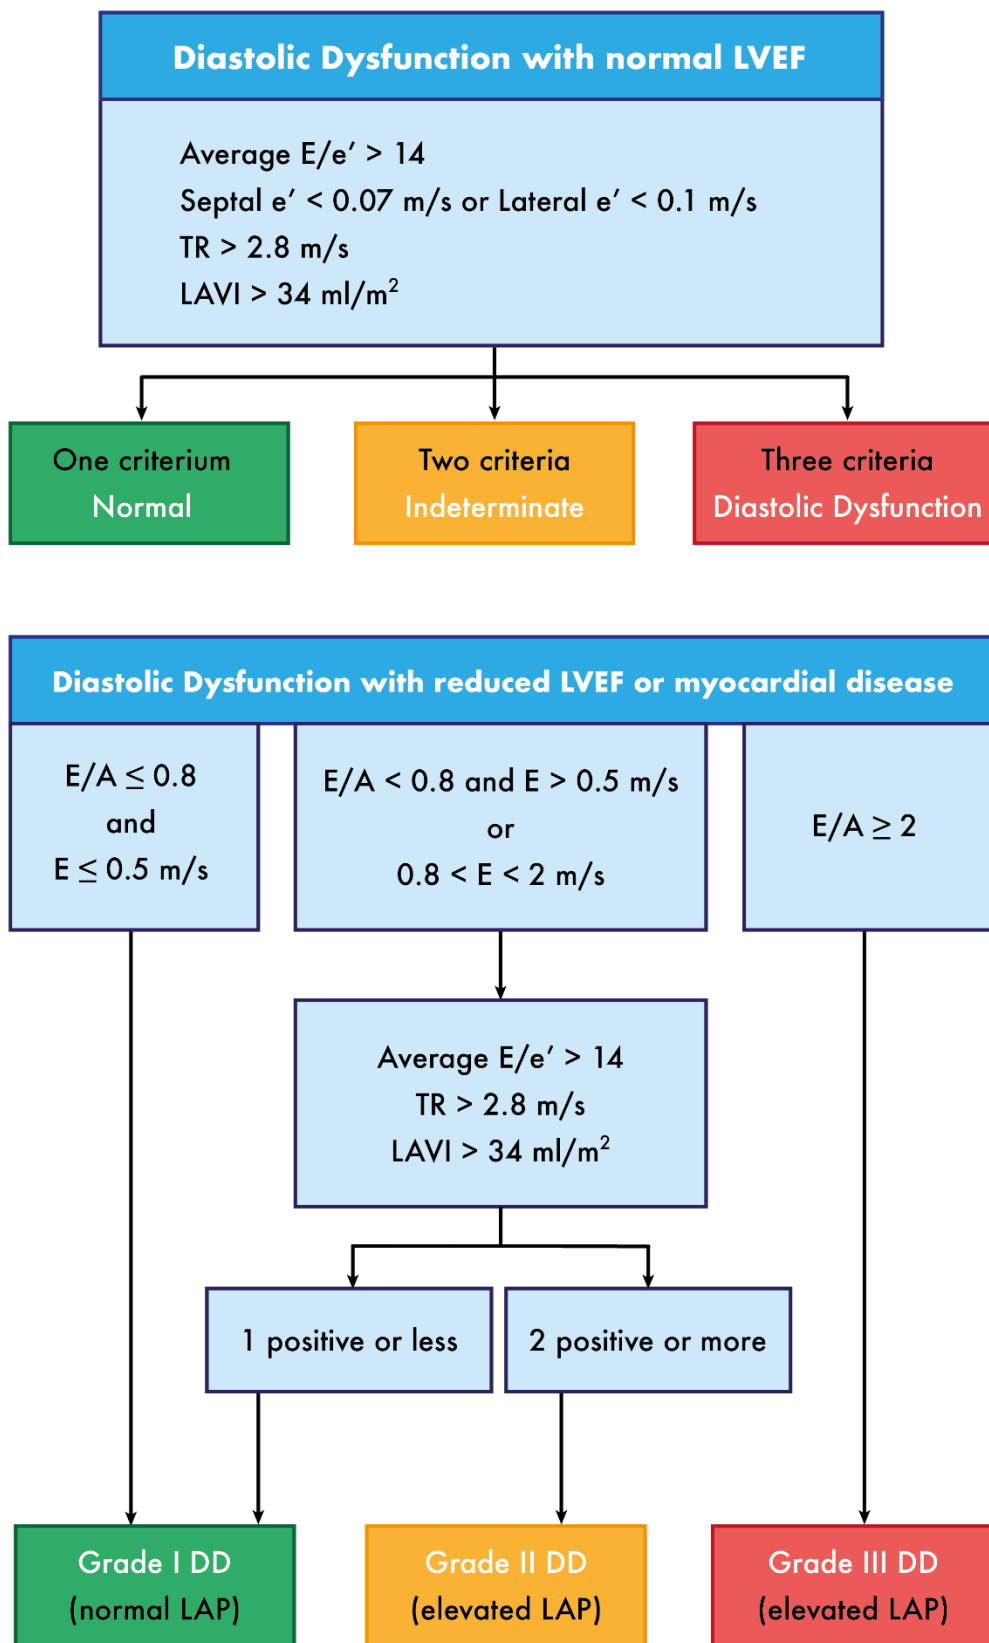 Diastolic Dysfunction with normal LVEF
Average E/e′ > 14
Septal e′ < 0.07 m/s or Lateral e′ < 0.1 m/s
TR > 2.8 m/s
LAVI > 34 ml/m²
One criterium
Normal
Two criteria
Indeterminate
Three criteria
Diastolic Dysfunction
Diastolic Dysfunction with reduced LVEF or myocardial disease
E/A ≤ 0.8
and
E ≤ 0.5 m/s
E/A < 0.8 and E > 0.5 m/s
or
0.8 < E < 2 m/s
E/A ≥ 2
Average E/e′ > 14
TR > 2.8 m/s
LAVI > 34 ml/m²
1 positive or less
2 positive or more
Grade I DD
(normal LAP)
Grade II DD
(elevated LAP)
Grade III DD
(elevated LAP)